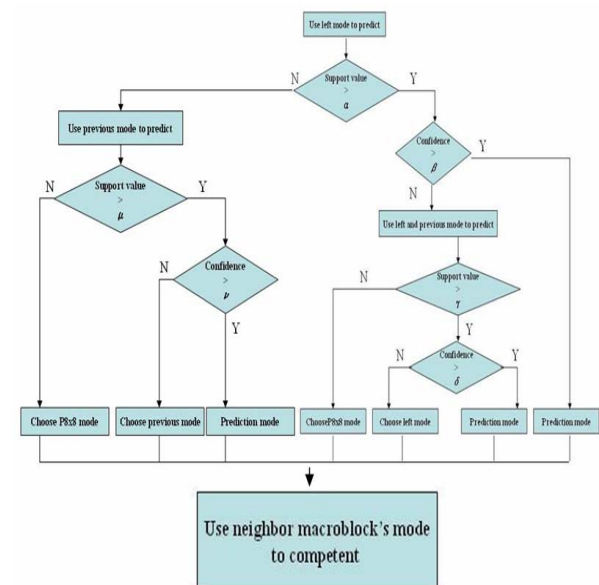 Use left mode to predict
N
Support value
>
α
Y
Use previous mode to predict
Confidence
>
β
Y
N
N
Support value
>
μ
Y
Use left and previous mode to predict
N
Confidence
>
ν
Y
N
Support value
>
γ
Y
N
Confidence
>
δ
Y
Choose P8x8 mode
Choose previous mode
Prediction mode
ChooseP8x8 mode
Choose left mode
Prediction mode
Prediction mode
Use neighbor macroblock's mode
to competent